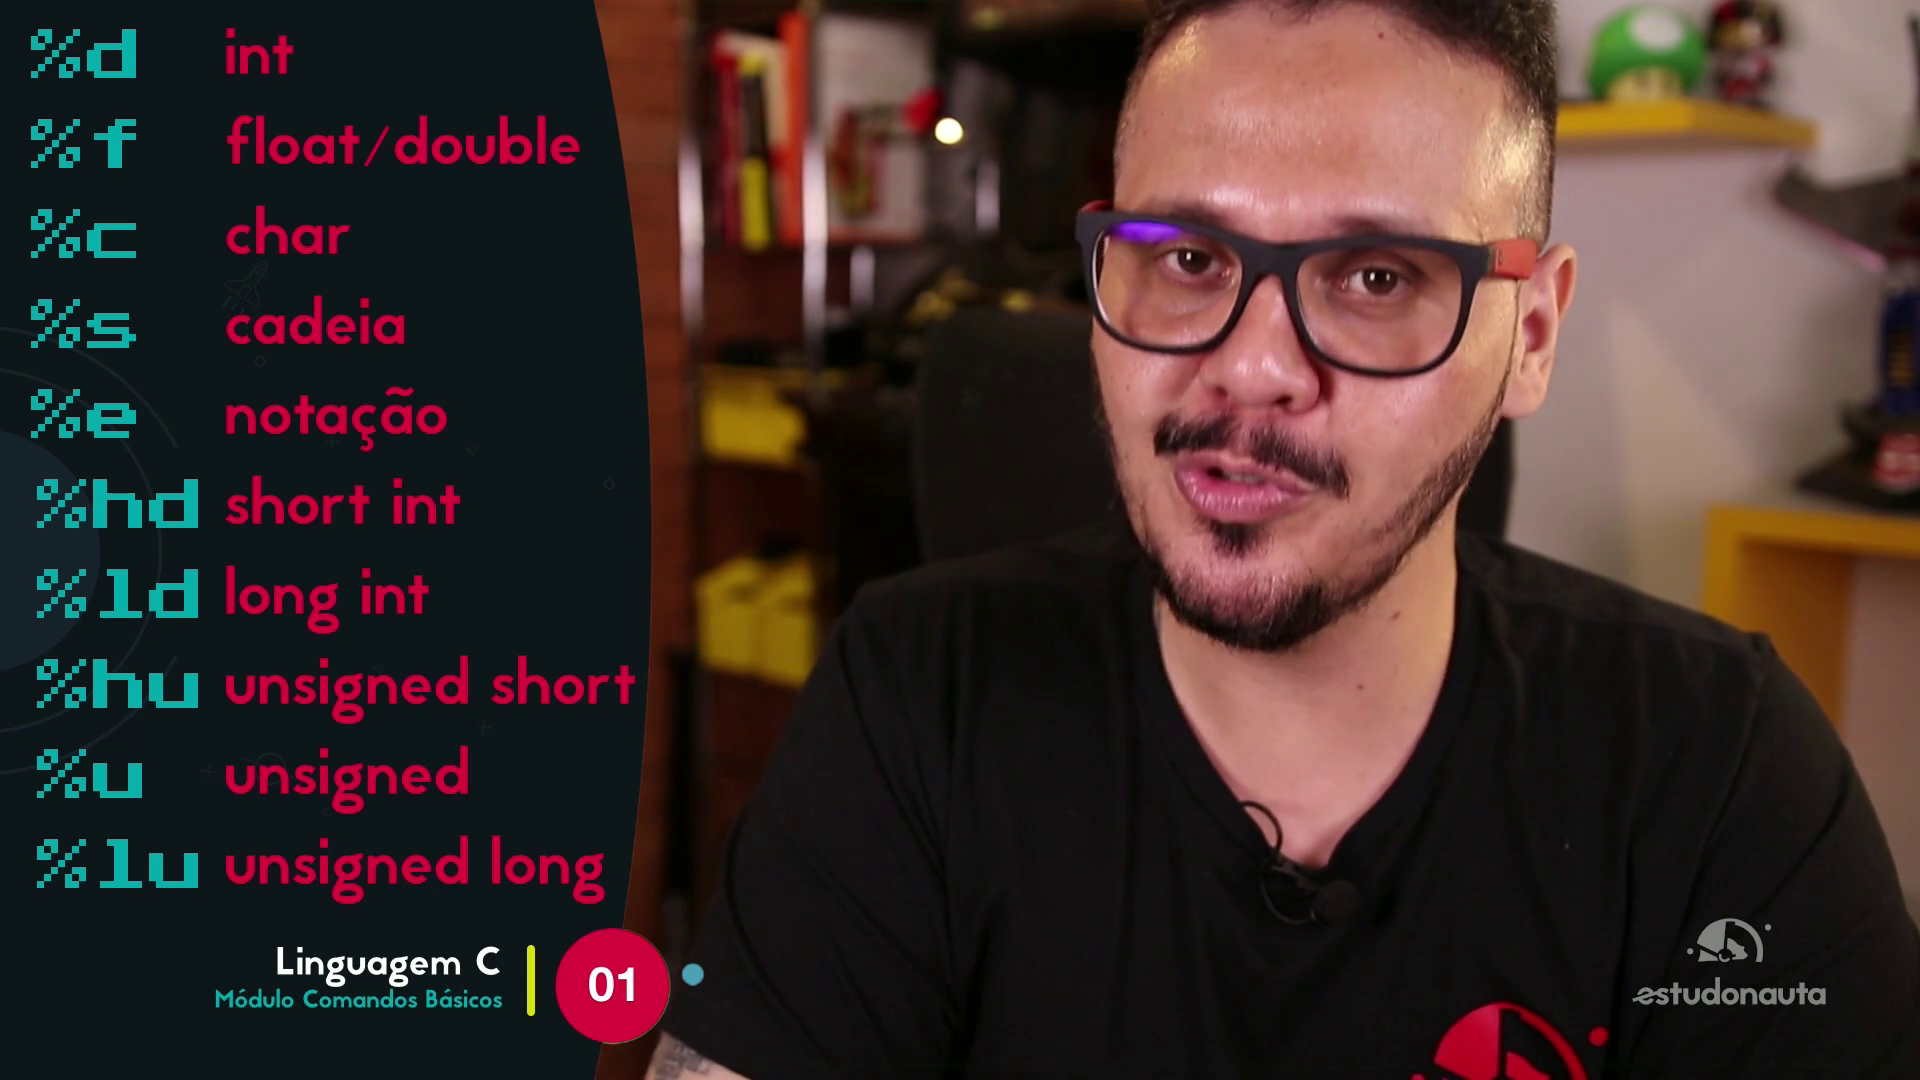 %d int
%f float/double
%c char
%s cadeia
%e notação
%hd short int
%ld long int
%hu unsigned short
%u unsigned
%lu unsigned long
Linguagem C
Módulo Comandos Básicos
01
estudonauta